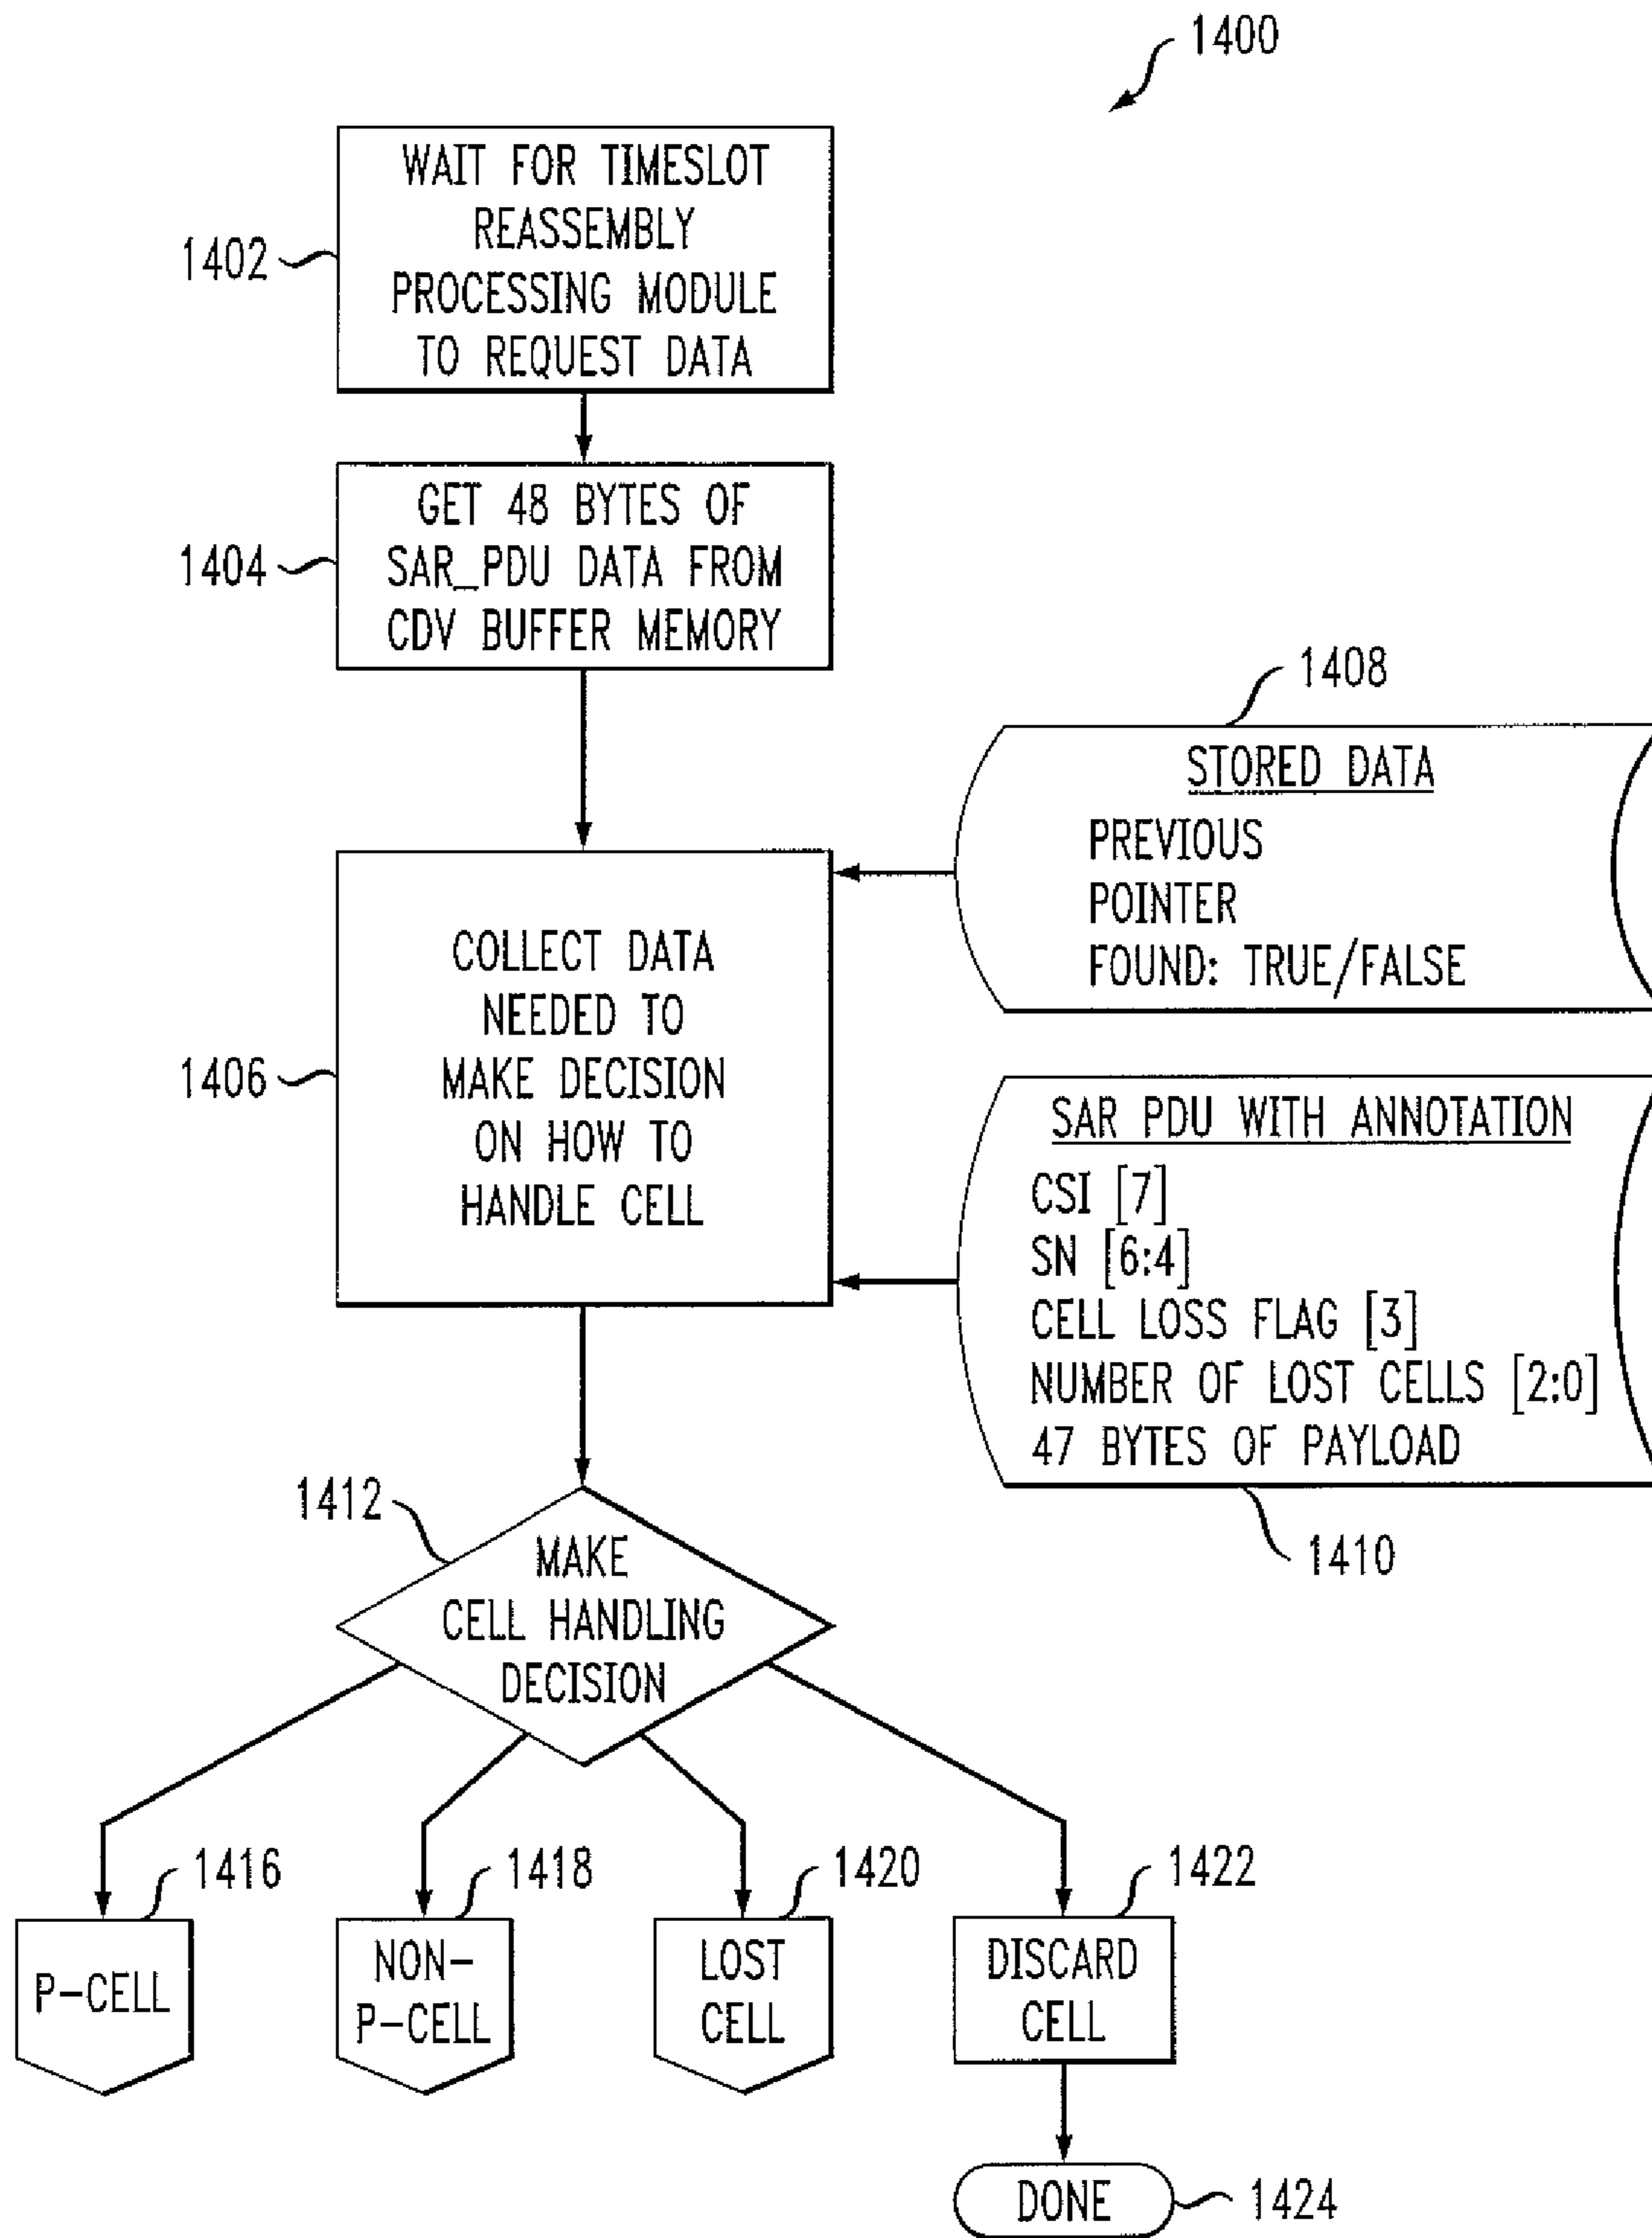 1400
WAIT FOR TIMESLOT
REASSEMBLY
PROCESSING MODULE
TO REQUEST DATA
1402
GET 48 BYTES OF
SAR_PDU DATA FROM
CDV BUFFER MEMORY
1404
1408
STORED DATA
PREVIOUS
POINTER
FOUND: TRUE/FALSE
COLLECT DATA
NEEDED TO
MAKE DECISION
ON HOW TO
HANDLE CELL
1406
SAR PDU WITH ANNOTATION
CSI [7]
SN [6:4]
CELL LOSS FLAG [3]
NUMBER OF LOST CELLS [2:0]
47 BYTES OF PAYLOAD
1410
1412
MAKE
CELL HANDLING
DECISION
1416
1418
1420
1422
P-CELL
NON-
P-CELL
LOST
CELL
DISCARD
CELL
DONE
1424